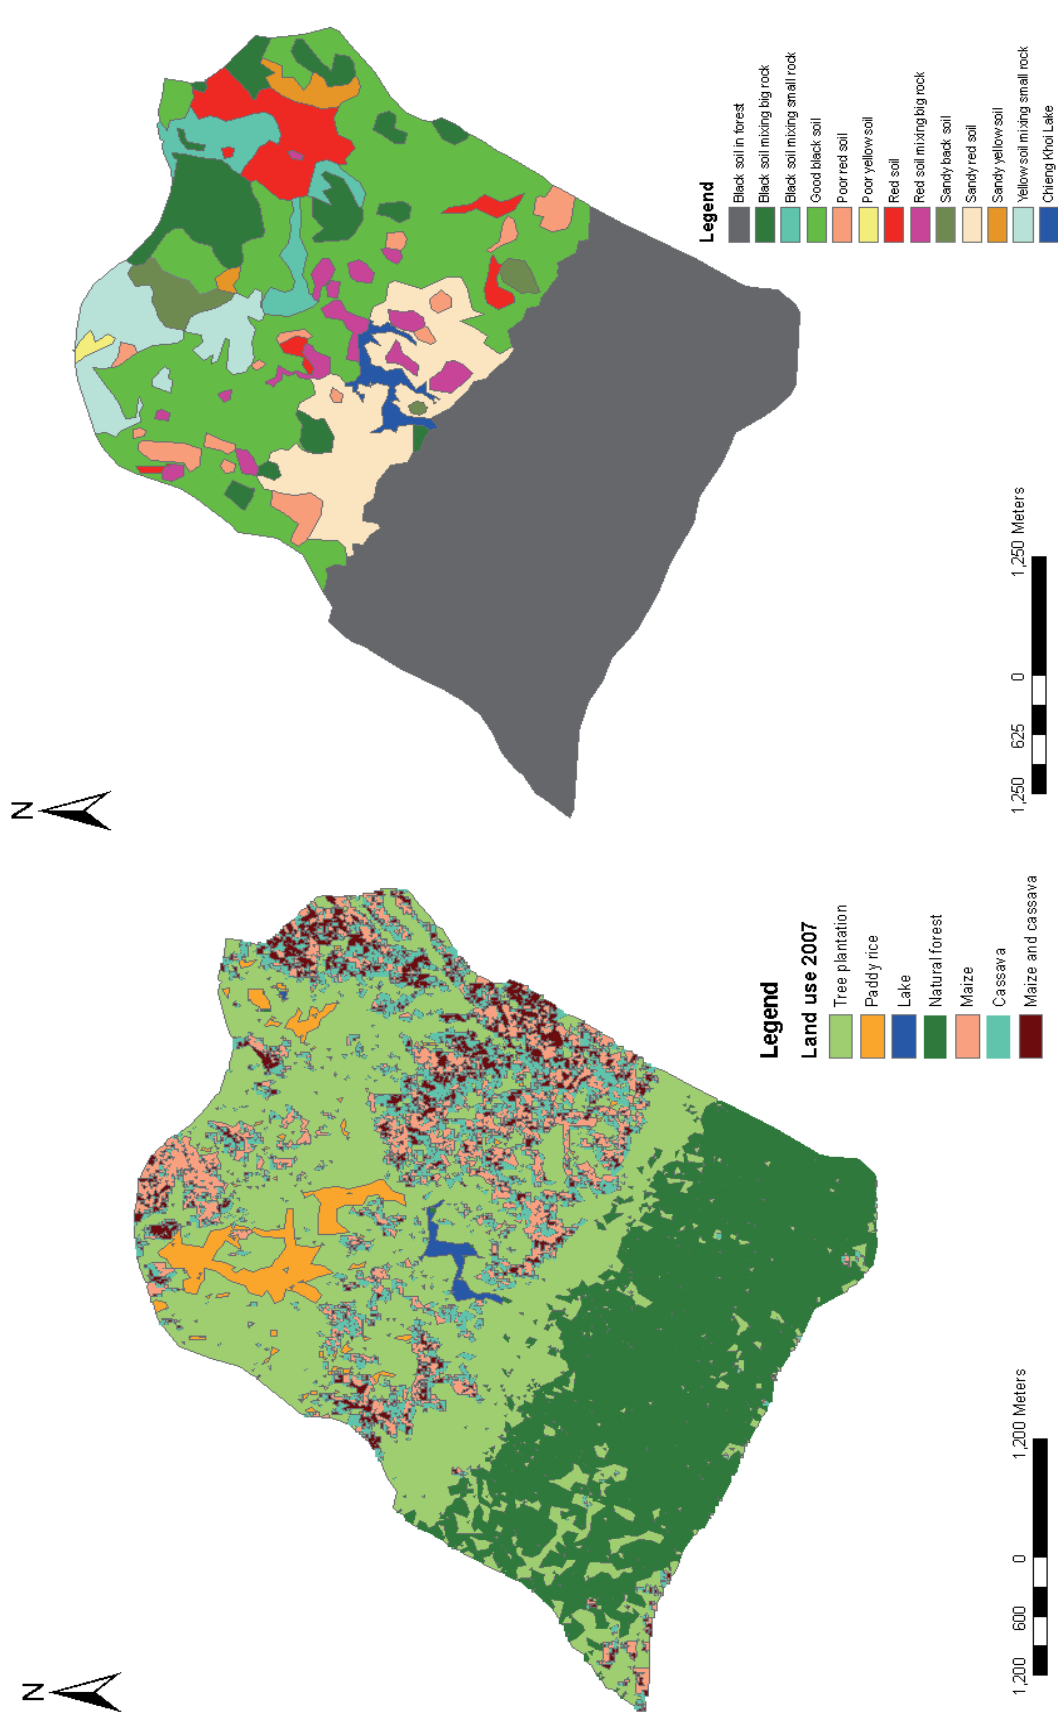 N
Legend
Black soil in forest
Black soil mixing big rock
Black soil mixing small rock
Good black soil
Poor red soil
Poor yellow soil
Red soil
Red soil mixing big rock
Sandy back soil
Sandy red soil
Sandy yellow soil
Yellow soil mixing small rock
Chieng Khoi Lake
1,250 625 0 1,250 Meters
N
Legend
Land use 2007
Tree plantation
Paddy rice
Lake
Natural forest
Maize
Cassava
Maize and cassava
1,200 600 0 1,200 Meters